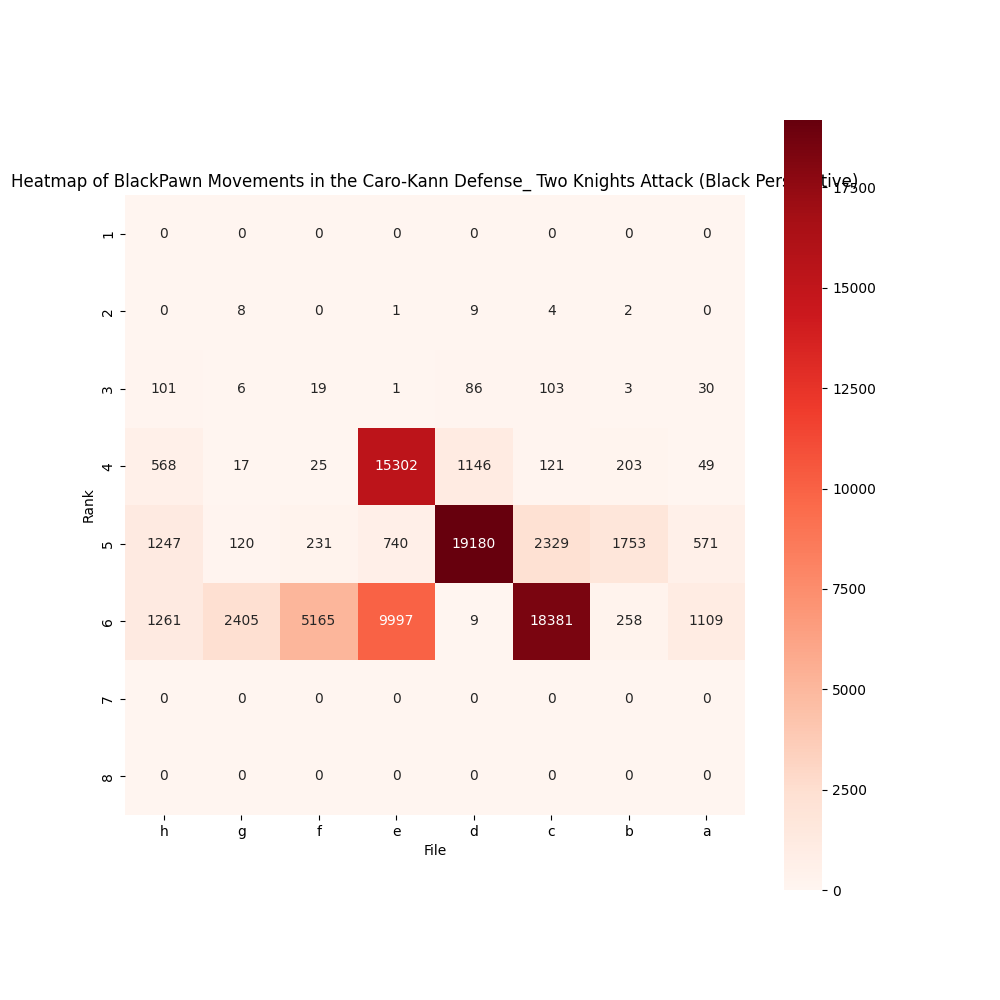 Heatmap of BlackPawn Movements in the Caro-Kann Defense_ Two Knights Attack (Black Perspective)
17500
1 0 0 0 0 0 0 0 0
15000
2 0 8 0 1 9 4 2 0
3 101 6 19 1 86 103 3 30
12500
4 568 17 25 15302 1146 121 203 49
10000
Rank
5 1247 120 231 740 19180 2329 1753 571
7500
6 1261 2405 5165 9997 9 18381 258 1109
5000
7 0 0 0 0 0 0 0 0
8 0 0 0 0 0 0 0 0
2500
h g f e d c b a
File
0